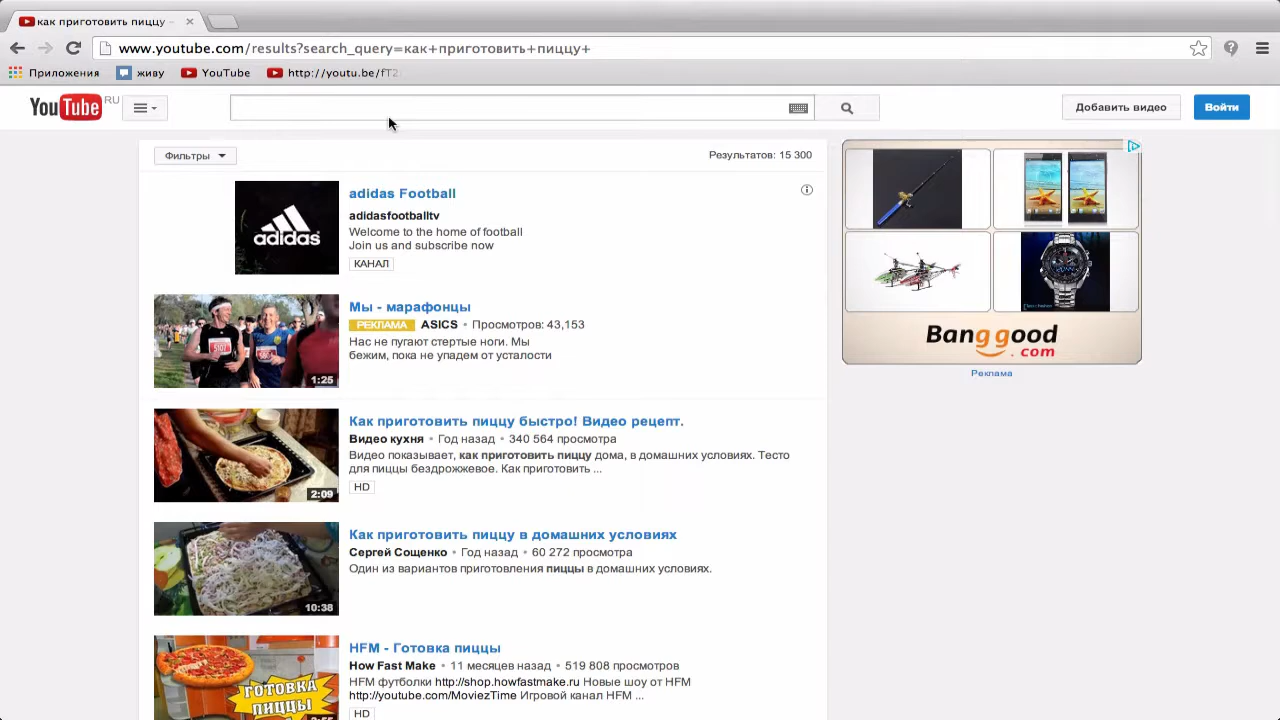 как приготовить пиццу -
www.youtube.com/results?search_query=как+приготовить+пиццу+
Приложения живу YouTube http://youtu.be/fT2
YouTube RU
Добавить видео
Войти
Фильтры
Результатов: 15 300
adidas
adidas Football
adidasfootballtv
Welcome to the home of football
Join us and subscribe now
КАНАЛ
1:25
Мы - марафонцы
РЕКЛАМА ASICS • Просмотров: 43,153
Нас не пугают стертые ноги. Мы
бежим, пока не упадем от усталости
2:09
Как приготовить пиццу быстро! Видео рецепт.
Видео кухня • Год назад • 340 564 просмотра
Видео показывает, как приготовить пиццу дома, в домашних условиях. Тесто
для пиццы бездрожжевое. Как приготовить ...
HD
10:38
Как приготовить пиццу в домашних условиях
Сергей Сощенко • Год назад • 60 272 просмотра
Один из вариантов приготовления пиццы в домашних условиях.
ГОТОВКА
ПИЦЦЫ
HFM - Готовка пиццы
How Fast Make • 11 месяцев назад • 519 808 просмотров
HFM футболки http://shop.howfastmake.ru Новые шоу от HFM
http://youtube.com/MoviezTime Игровой канал HFM ...
HD
Banggood
.com
Реклама